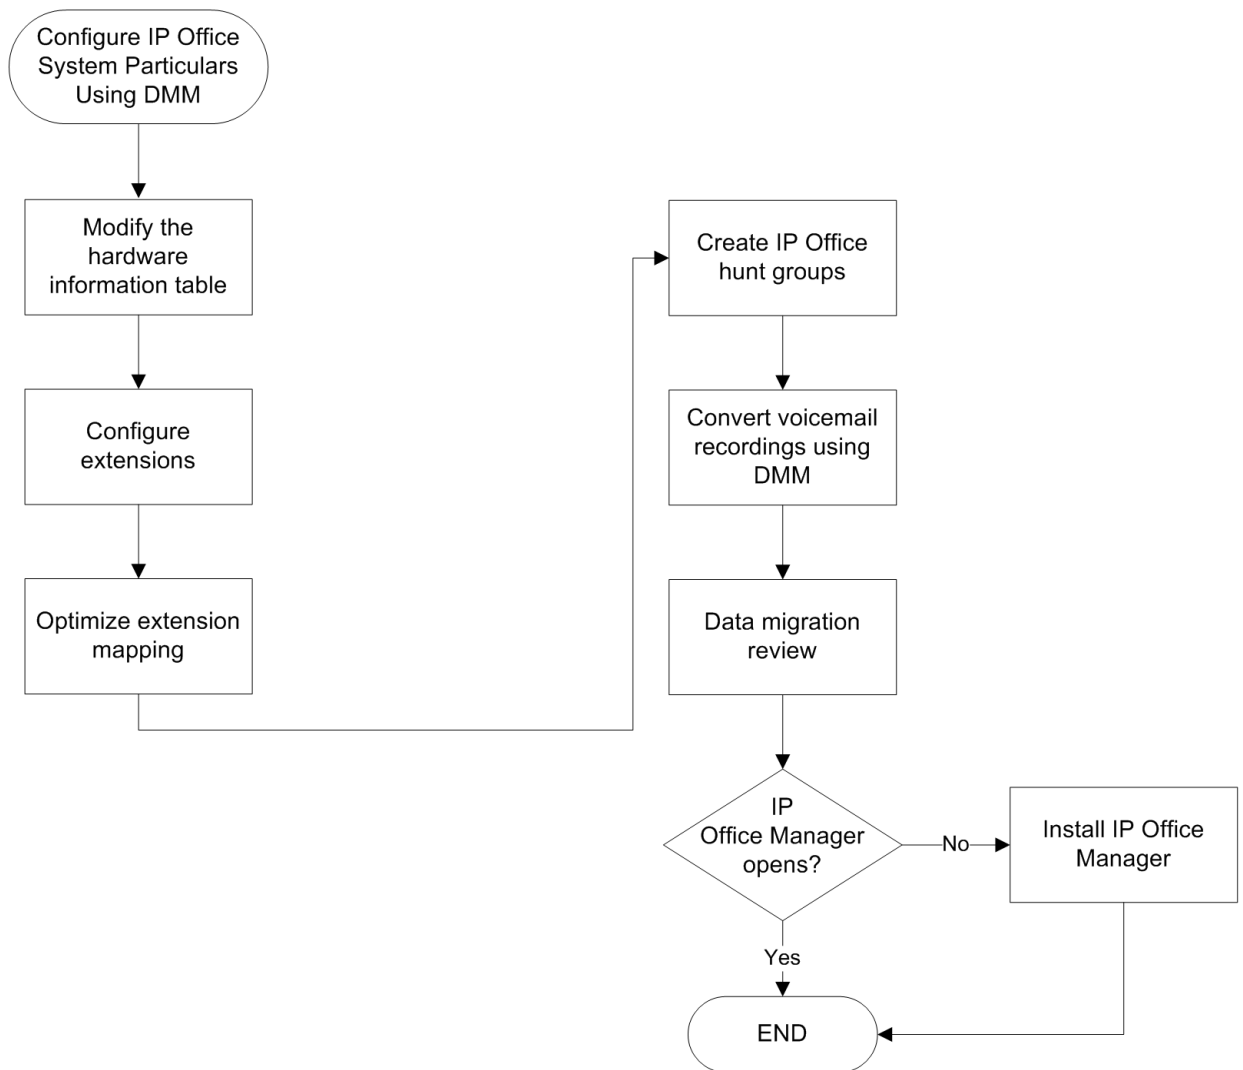 Configure IP Office
System Particulars
Using DMM
Modify the
hardware
information table
Configure
extensions
Optimize extension
mapping
Create IP Office
hunt groups
Convert voicemail
recordings using
DMM
Data migration
review
IP
Office Manager
opens?
No
Install IP Office
Manager
Yes
END